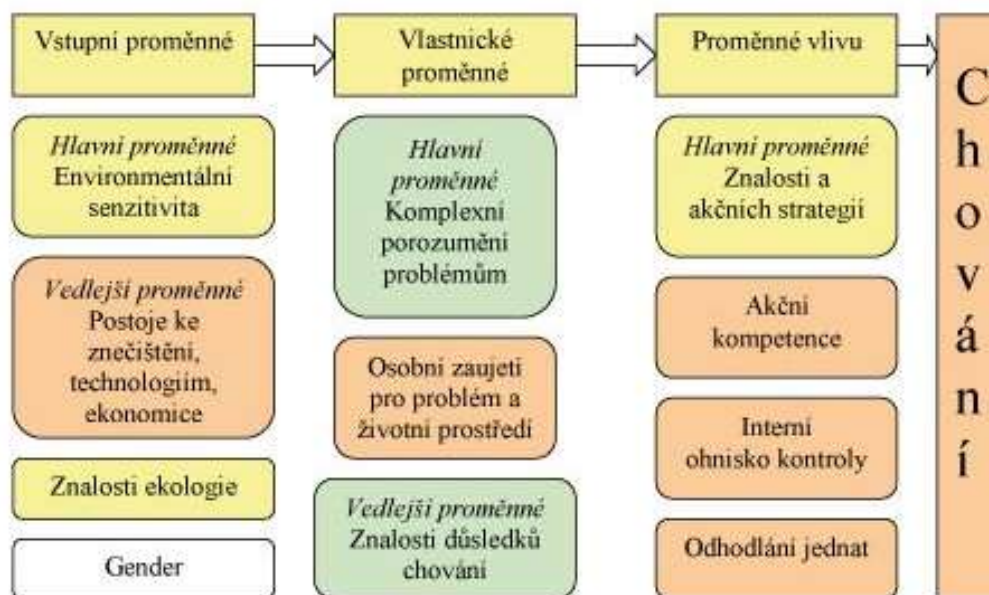 Vstupní proměnné
Vlastnické
proměnné
Proměnné vlivu
Hlavní proměnné
Environmentální
senzitivita
Vedlejší proměnné
Postoje ke
znečištění,
technologiím,
ekonomice
Znalosti ekologie
Gender
Hlavní
proměnné
Komplexní
porozumění
problémům
Osobní zaujetí
pro problém a
životní prostředí
Vedlejší proměnné
Znalosti důsledků
chování
Hlavní proměnné
Znalosti a
akčních strategií
Akční
kompetence
Interní
ohnisko kontroly
Odhodlání jednat
C
h
o
v
á
n
í